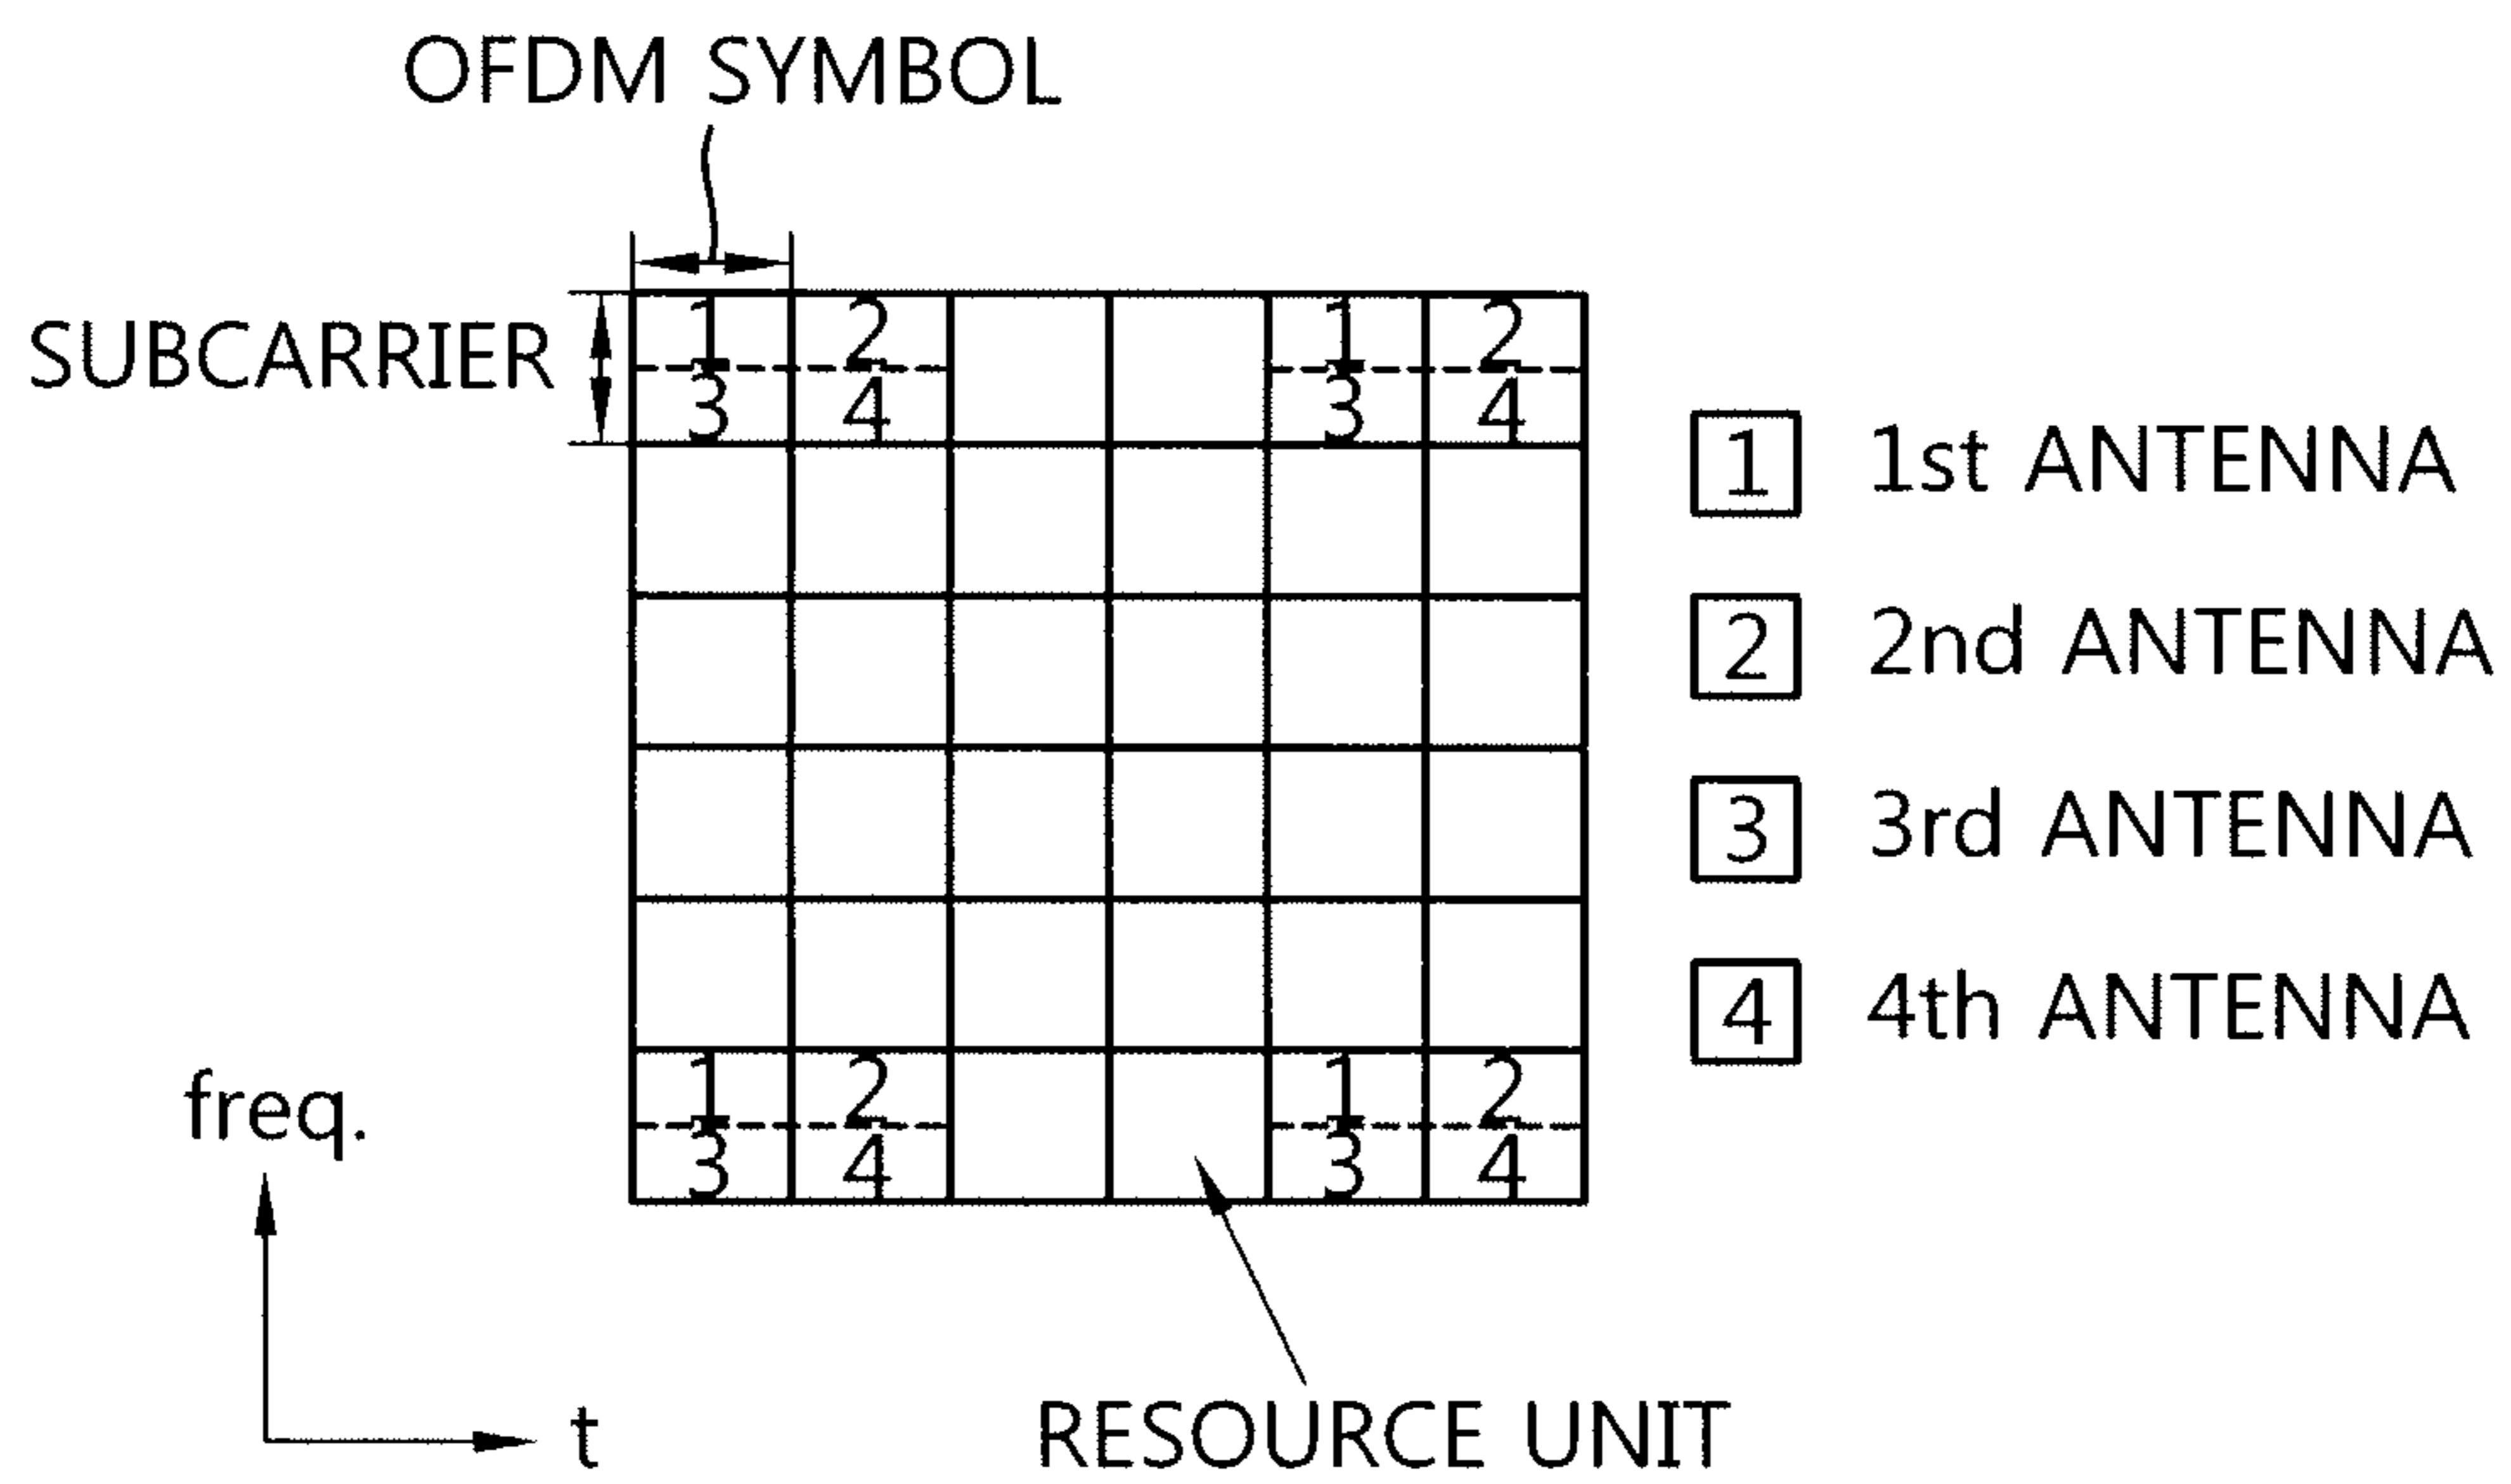 OFDM SYMBOL
SUBCARRIER
1 2 1 2
3 4 3 4
1 1st ANTENNA
2 2nd ANTENNA
3 3rd ANTENNA
4 4th ANTENNA
1 2 1 2
3 4 3 4
freq.
t
RESOURCE UNIT